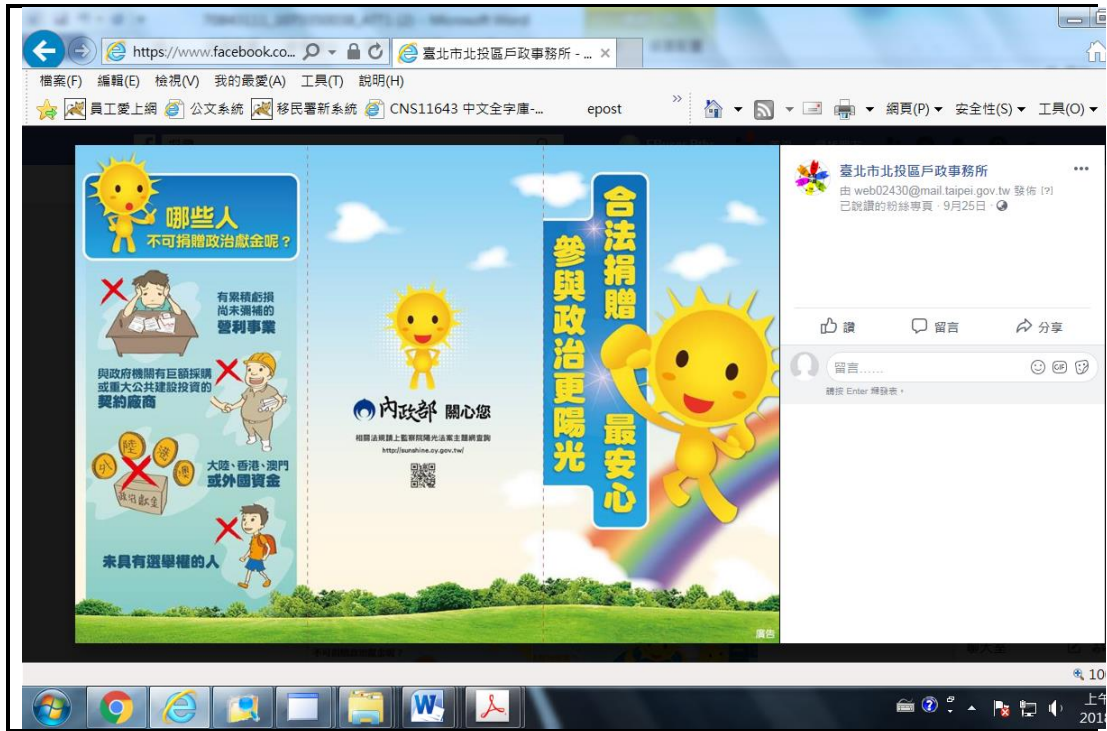 https://www.facebook.co...
臺北市北投區戶政事務所 - ...
檔案(F) 編輯(E) 檢視(V) 我的最愛(A) 工具(T) 說明(H)
員工愛上網 公文系統 移民署新系統 CNS11643 中文全字庫-... epost
網頁(P) 安全性(S) 工具(O)
哪些人
不可捐贈政治獻金呢?
有累積虧損
尚未彌補的
營利事業
與政府機關有巨額採購
或重大公共建設投資的
契約廠商
陸 港
外 澳
政治獻金
大陸、香港、澳門
或外國資金
未具有選舉權的人
內政部 關心您
相關法規請上監察院陽光法案主題網查詢
http://sunshine.cy.gov.tw/
合法捐贈 最安心
參與政治更陽光
廣告
臺北市北投區戶政事務所
由 web02430@mail.taipei.gov.tw 發佈 [?]
已說讚的粉絲專頁 · 9月25日 ·
讚 留言 分享
留言......
GIF
請按 Enter 鍵發表。
上午